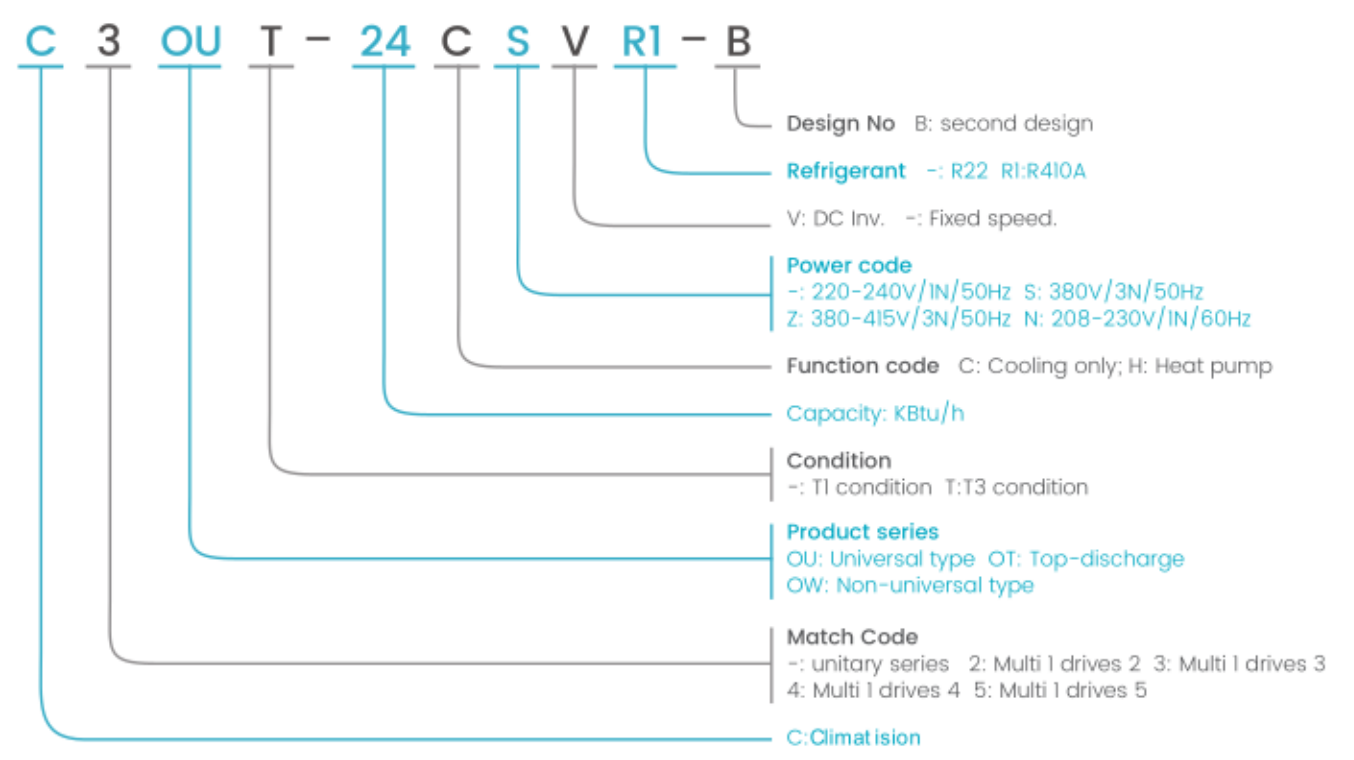 C 3 OU T - 24 C S V R1 - B
Design No B: second design
Refrigerant -: R22 R1:R410A
V: DC Inv. -: Fixed speed.
Power code
-: 220-240V/1N/50Hz S: 380V/3N/50Hz
Z: 380-415V/3N/50Hz N: 208-230V/1N/60Hz
Function code C: Cooling only; H: Heat pump
Capacity: KBtu/h
Condition
-: T1 condition T:T3 condition
Product series
OU: Universal type OT: Top-discharge
OW: Non-universal type
Match Code
-: unitary series 2: Multi 1 drives 2 3: Multi 1 drives 3
4: Multi 1 drives 4 5: Multi 1 drives 5
C:Climatision